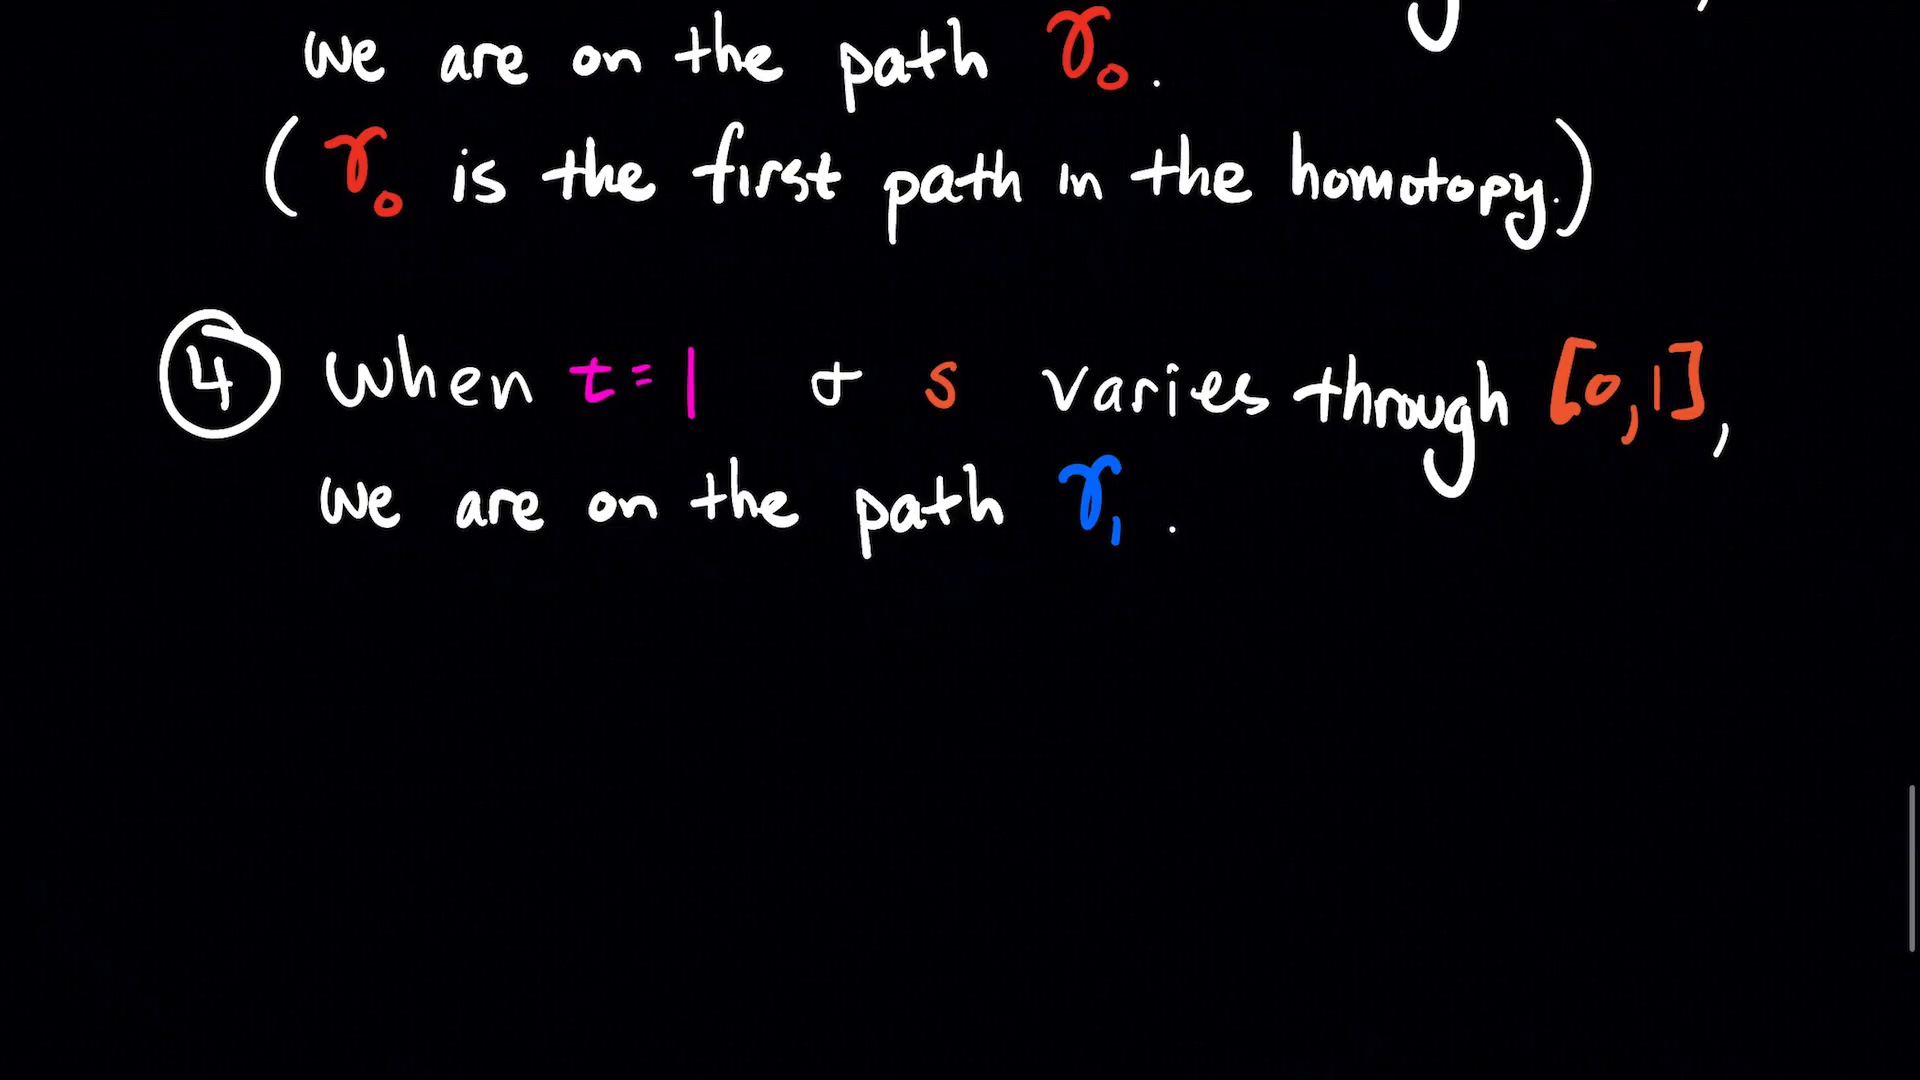 we are on the path γ₀.
(γ₀ is the first path in the homotopy.)
④ When t=1 & s varies through [0,1],
we are on the path γ₁.